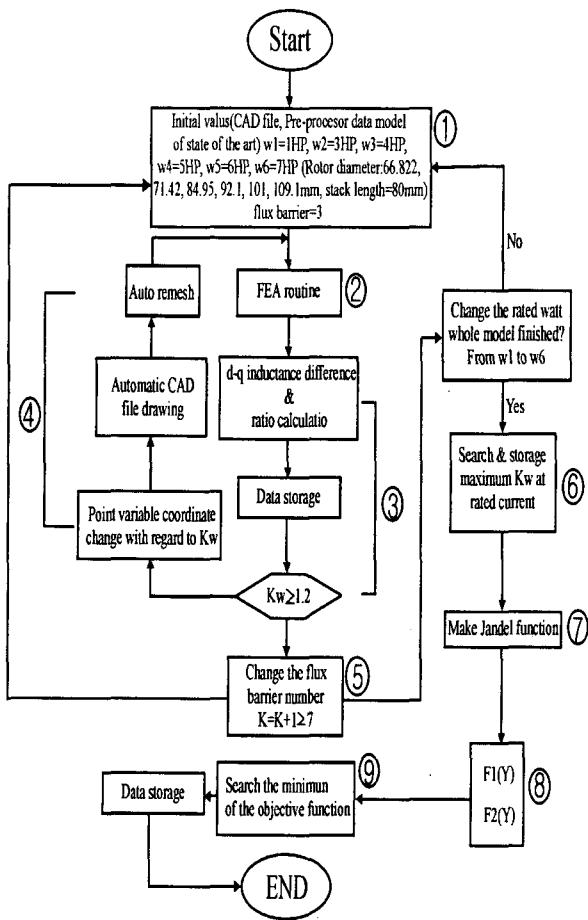 Start
Initial valus(CAD file, Pre-procesor data model
of state of the art) w1=1HP, w2=3HP, w3=4HP,
w4=5HP, w5=6HP, w6=7HP (Rotor diameter:66.822,
71.42, 84.95, 92.1, 101, 109.1mm, stack length=80mm)
flux barrier=3
①
No
Auto remesh
FEA routine
②
Change the rated watt
whole model finished?
From w1 to w6
Automatic CAD
file drawing
④
d-q inductance difference
&
ratio calculatio
Yes
Data storage
③
Search & storage
maximum Kw at
rated current
⑥
Point variable coordinate
change with regard to Kw
Kw≥1.2
Make Jandel function
⑦
Change the flux
barrier number
K=K+1≥7
⑤
F1(Y)
F2(Y)
⑧
Search the minimun
of the objective function
⑨
Data storage
END